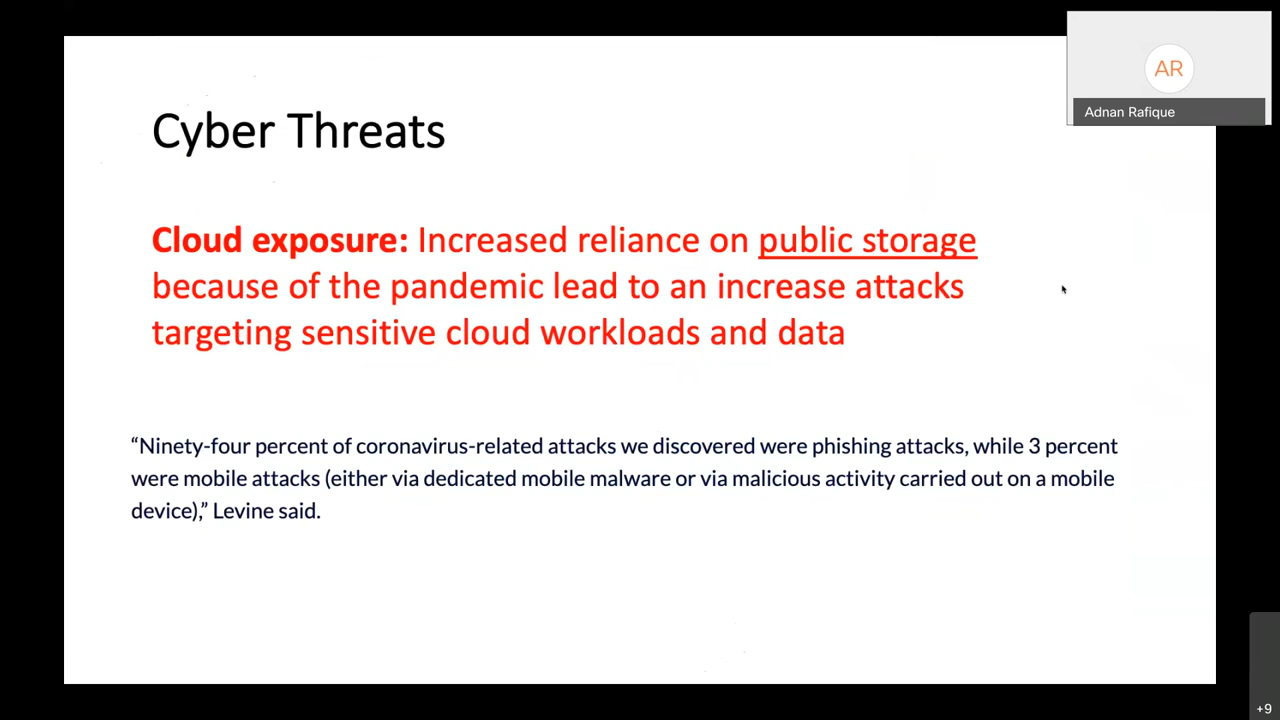 AR
Adnan Rafique
Cyber Threats
Cloud exposure: Increased reliance on public storage
because of the pandemic lead to an increase attacks
targeting sensitive cloud workloads and data
“Ninety-four percent of coronavirus-related attacks we discovered were phishing attacks, while 3 percent
were mobile attacks (either via dedicated mobile malware or via malicious activity carried out on a mobile
device),” Levine said.
+9